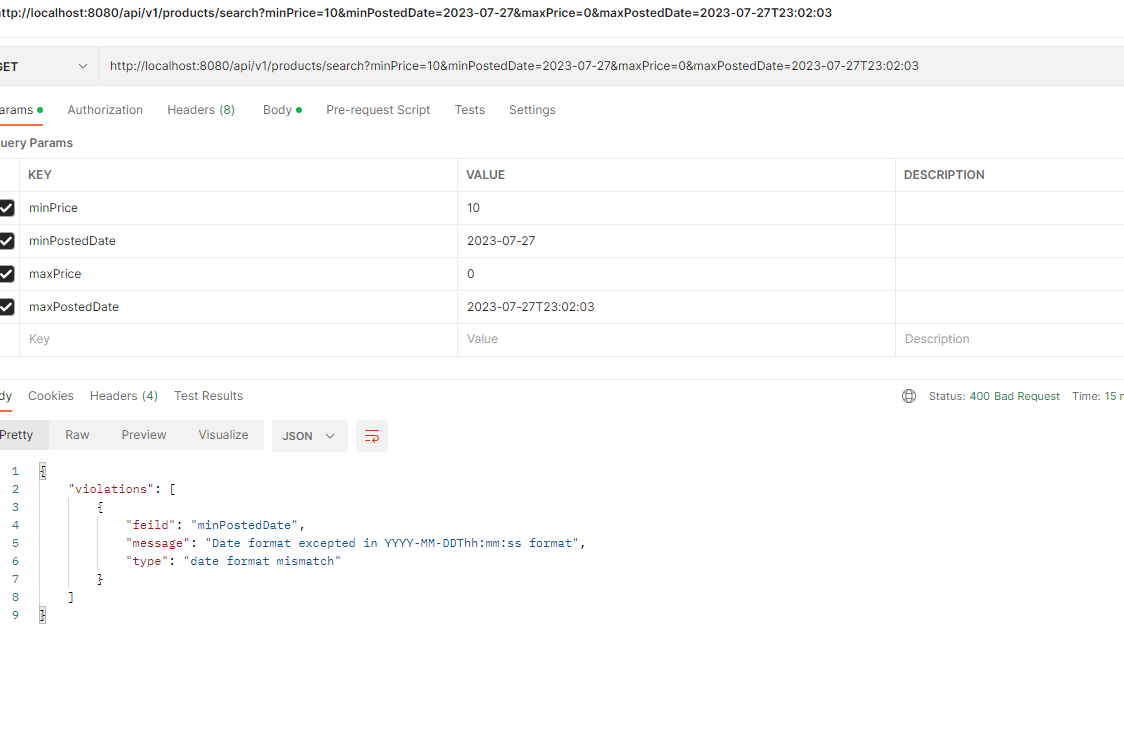 ttp://localhost:8080/api/v1/products/search?minPrice=10&minPostedDate=2023-07-27&maxPrice=0&maxPostedDate=2023-07-27T23:02:03
GET http://localhost:8080/api/v1/products/search?minPrice=10&minPostedDate=2023-07-27&maxPrice=0&maxPostedDate=2023-07-27T23:02:03
arams Authorization Headers (8) Body Pre-request Script Tests Settings
uery Params
KEY VALUE DESCRIPTION
minPrice 10
minPostedDate 2023-07-27
maxPrice 0
maxPostedDate 2023-07-27T23:02:03
Key Value Description
dy Cookies Headers (4) Test Results Status: 400 Bad Request Time: 15 m
Pretty Raw Preview Visualize JSON
1 {
2 "violations": [
3 {
4 "feild": "minPostedDate",
5 "message": "Date format excepted in YYYY-MM-DDThh:mm:ss format",
6 "type": "date format mismatch"
7 }
8 ]
9 }